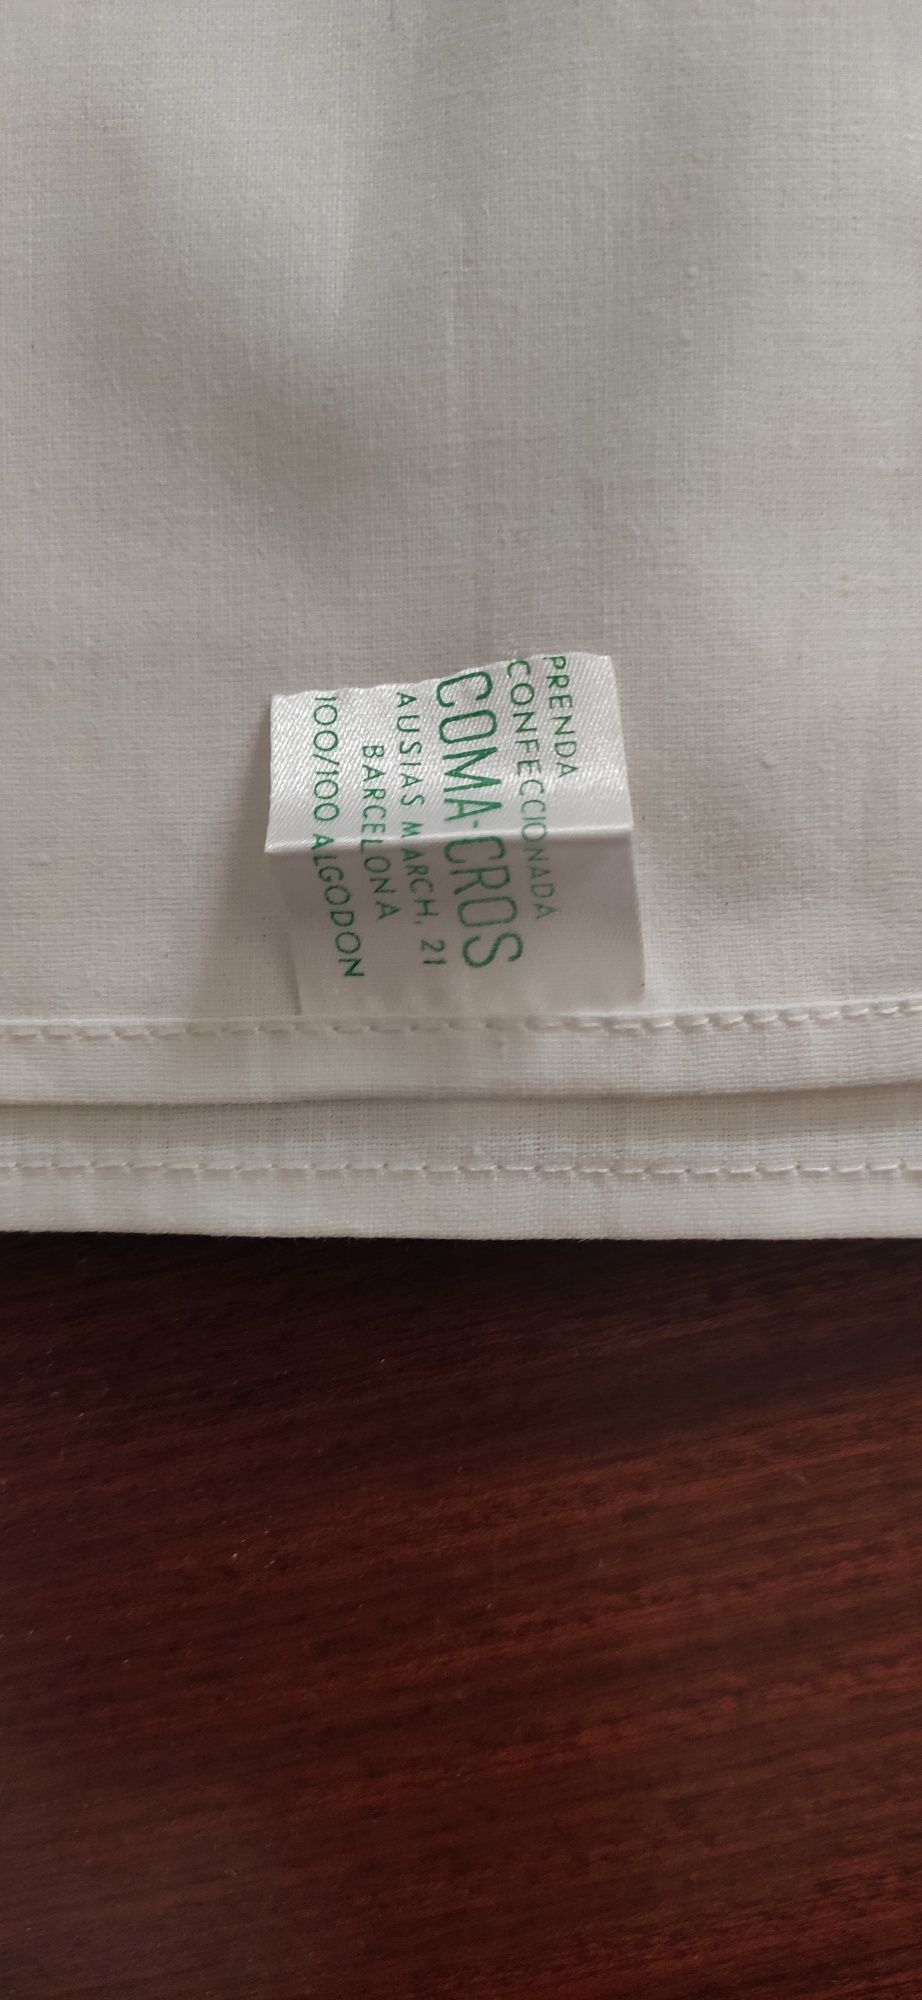 PRENDA
CONFECCIONADA
COMA-CROS
AUSIAS MARCH, 21
BARCELONA
100/100 ALGODON